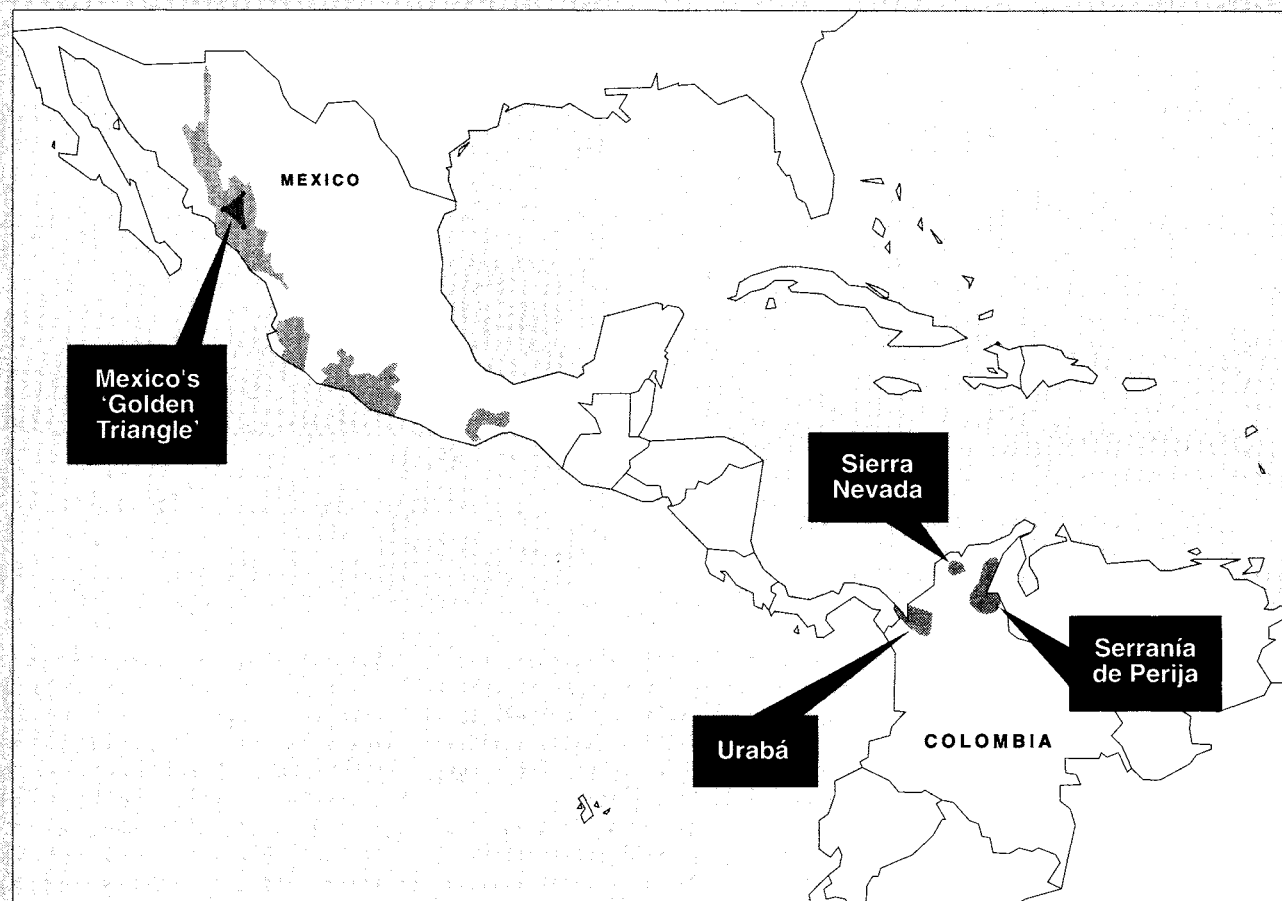 MEXICO
Mexico's
'Golden
Triangle'
Sierra
Nevada
Serranía
de Perija
Urabá
COLOMBIA